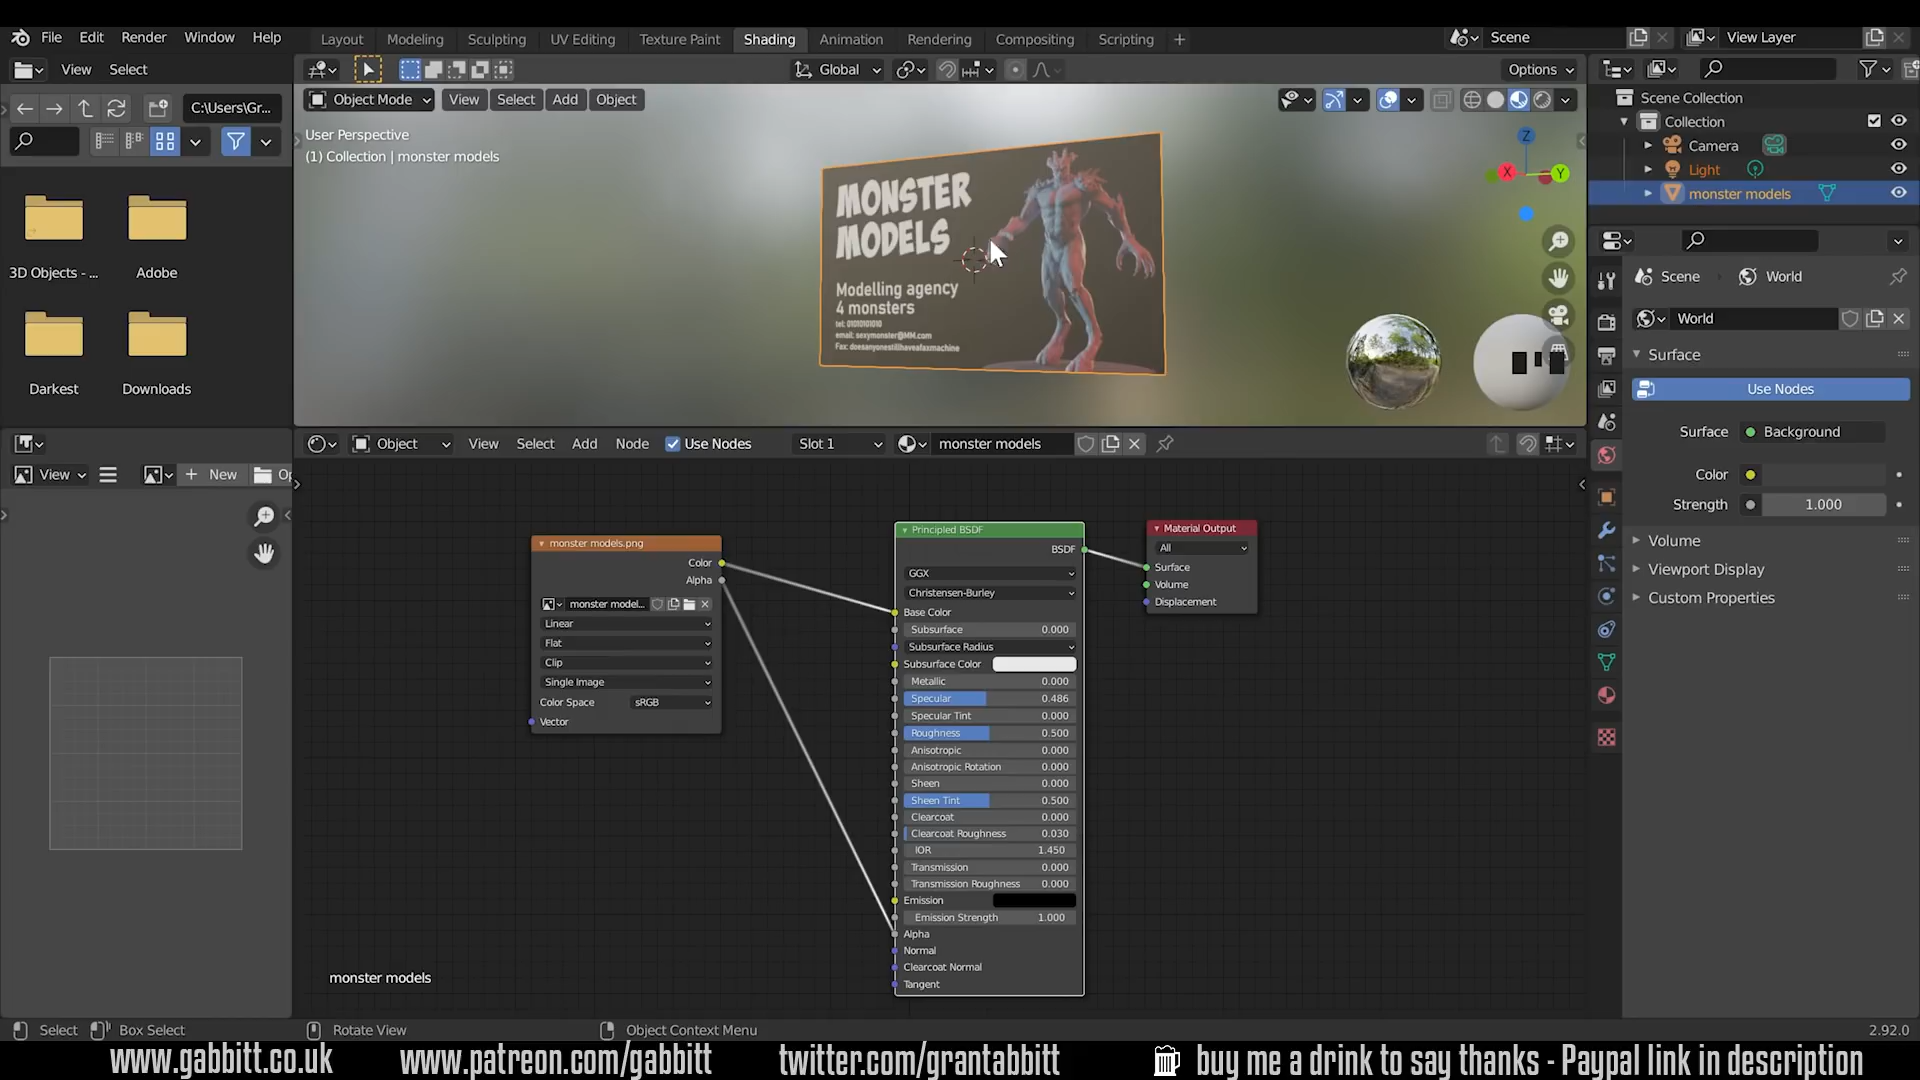 File Edit Render Window Help
Layout Modeling Sculpting UV Editing Texture Paint Shading Animation Rendering Compositing Scripting +
Scene
View Layer
View Select
Global
Options
C:\Users\Gr...
Object Mode View Select Add Object
User Perspective
(1) Collection | monster models
MONSTER
MODELS
Modelling agency
4 monsters
tel: 01010101010
email: sexymonster@MM.com
Fax: doesanyonestillhaveafaxmachine
Z
X
Y
3D Objects - ...
Adobe
Darkest
Downloads
Scene Collection
Collection
Camera
Light
monster models
Scene > World
World
Surface
Use Nodes
Surface Background
Color
Strength 1.000
Volume
Viewport Display
Custom Properties
View + New Op
Object View Select Add Node Use Nodes Slot 1 monster models
monster models.png
Color
Alpha
monster model...
Linear
Flat
Clip
Single Image
Color Space sRGB
Vector
Principled BSDF
BSDF
GGX
Christensen-Burley
Base Color
Subsurface 0.000
Subsurface Radius
Subsurface Color
Metallic 0.000
Specular 0.486
Specular Tint 0.000
Roughness 0.500
Anisotropic 0.000
Anisotropic Rotation 0.000
Sheen 0.000
Sheen Tint 0.500
Clearcoat 0.000
Clearcoat Roughness 0.030
IOR 1.450
Transmission 0.000
Transmission Roughness 0.000
Emission
Emission Strength 1.000
Alpha
Normal
Clearcoat Normal
Tangent
Material Output
All
Surface
Volume
Displacement
monster models
Select Box Select Rotate View Object Context Menu 2.92.0
www.gabbitt.co.uk www.patreon.com/gabbitt twitter.com/grantabbitt buy me a drink to say thanks - Paypal link in description